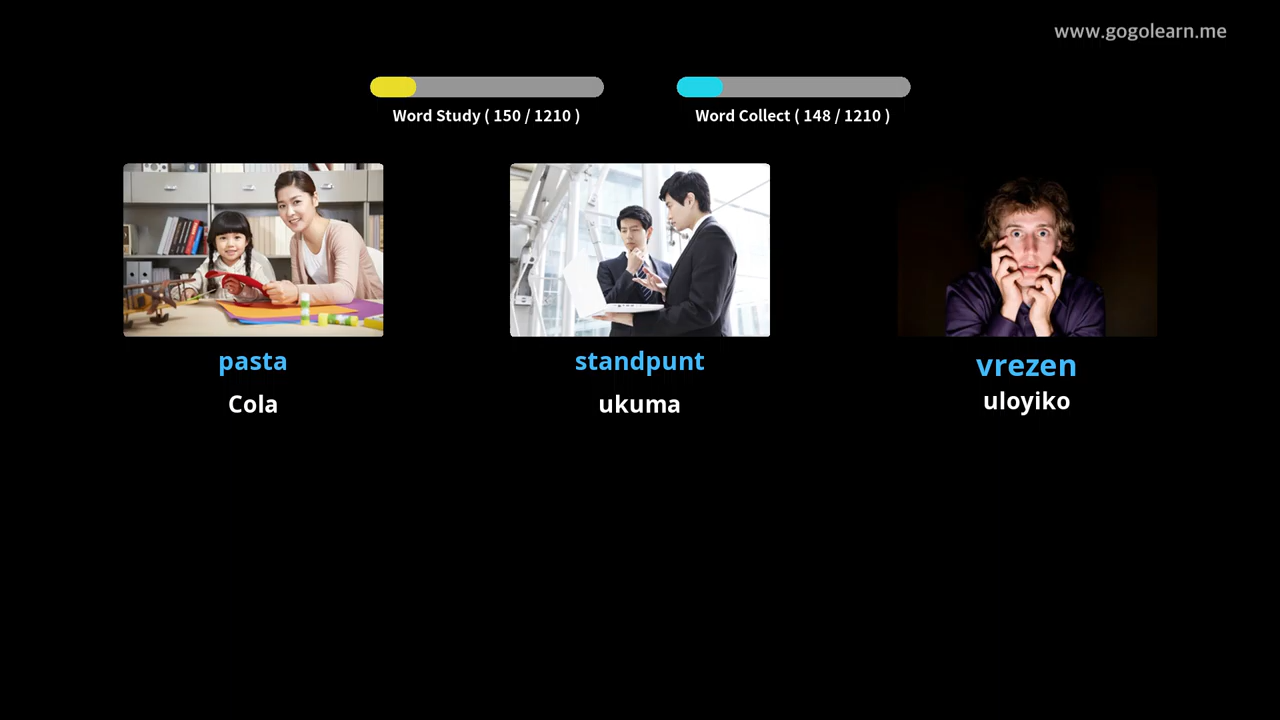 www.gogolearn.me
Word Study ( 150 / 1210 )
Word Collect ( 148 / 1210 )
pasta
standpunt
vrezen
Cola
ukuma
uloyiko